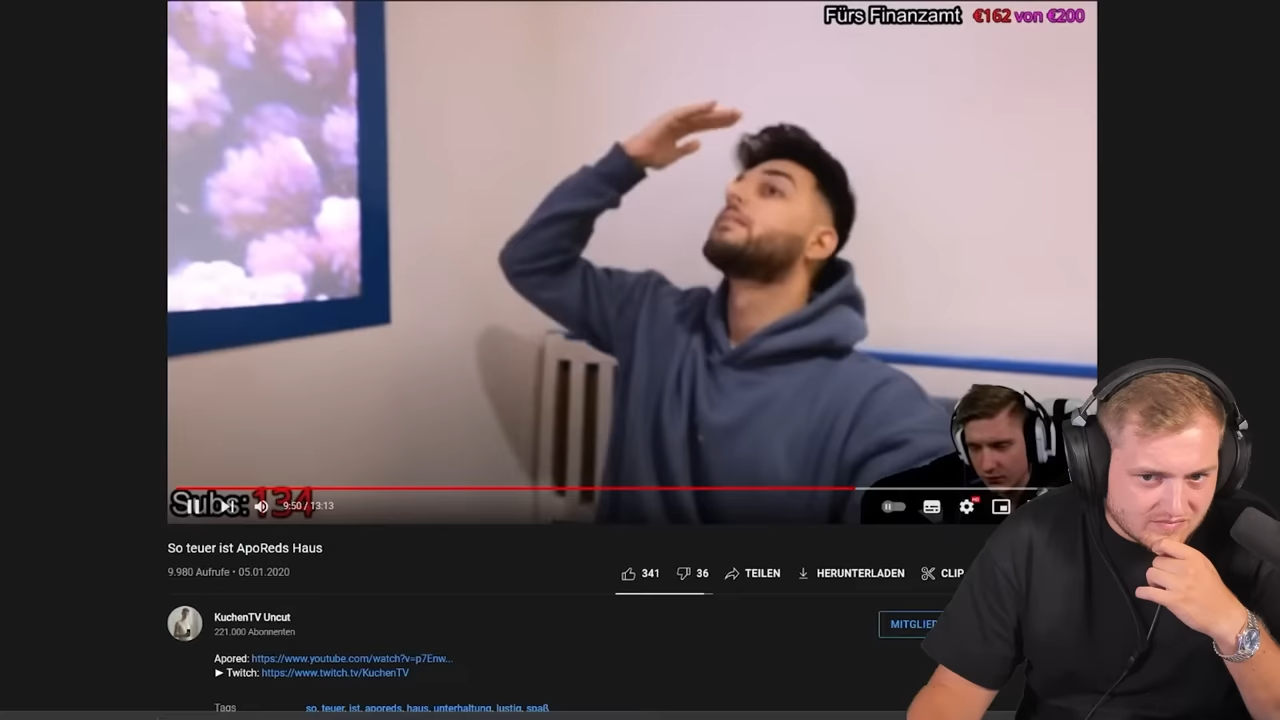 Fürs Finanzamt €162 von €200
Subs: 134
9:50 / 13:13
So teuer ist ApoReds Haus
9.980 Aufrufe • 05.01.2020
341
36
TEILEN
HERUNTERLADEN
CLIP
KuchenTV Uncut
221.000 Abonnenten
MITGLIED
Apored: https://www.youtube.com/watch?v=p7Enw...
► Twitch: https://www.twitch.tv/KuchenTV
Tags so, teuer, ist, aporeds, haus, unterhaltung, lustig, spaß